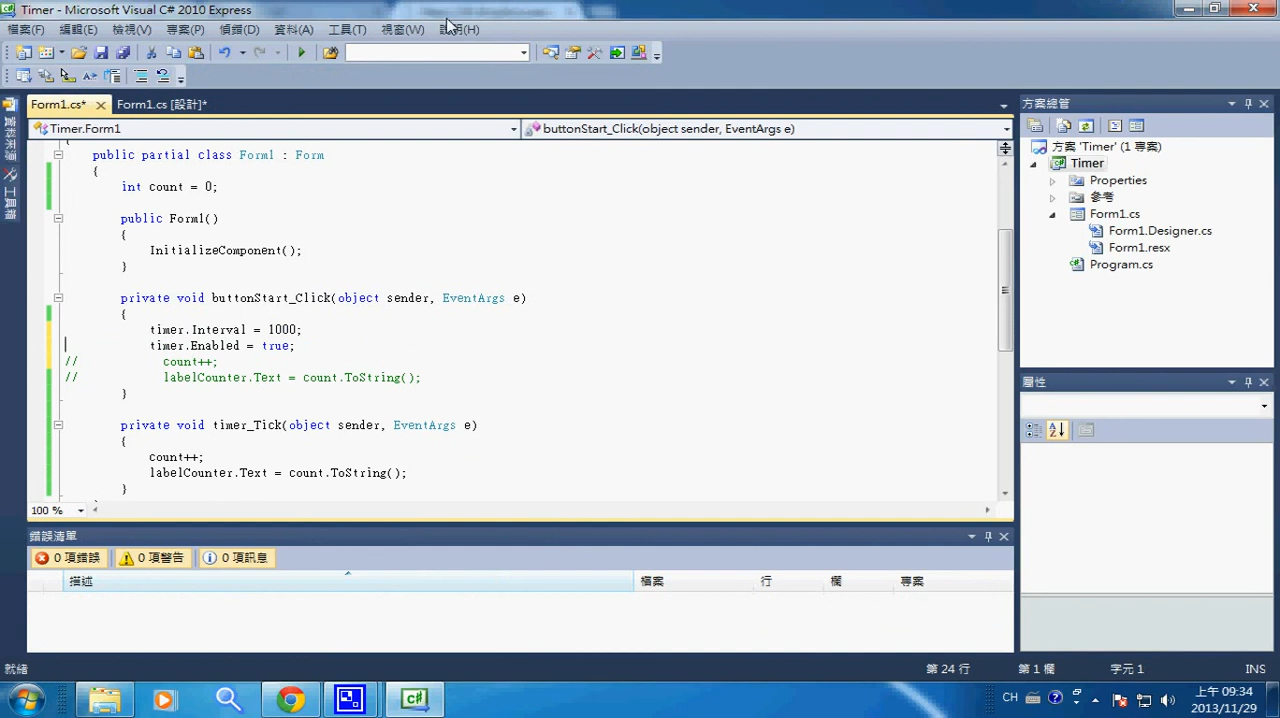 Timer - Microsoft Visual C# 2010 Express
檔案(F) 編輯(E) 檢視(V) 專案(P) 偵錯(D) 資料(A) 工具(T) 視窗(W) 說明(H)
Form1.cs* Form1.cs [設計]*
Timer.Form1 buttonStart_Click(object sender, EventArgs e)
資料來源
工具箱
public partial class Form1 : Form
{
int count = 0;
public Form1()
{
InitializeComponent();
}
private void buttonStart_Click(object sender, EventArgs e)
{
timer.Interval = 1000;
timer.Enabled = true;
// count++;
// labelCounter.Text = count.ToString();
}
private void timer_Tick(object sender, EventArgs e)
{
count++;
labelCounter.Text = count.ToString();
}
100 %
方案總管
方案 'Timer' (1 專案)
Timer
Properties
參考
Form1.cs
Form1.Designer.cs
Form1.resx
Program.cs
屬性
錯誤清單
0 項錯誤 0 項警告 0 項訊息
描述 檔案 行 欄 專案
就緒 第 24 行 第 1 欄 字元 1 INS
CH 上午 09:34
2013/11/29